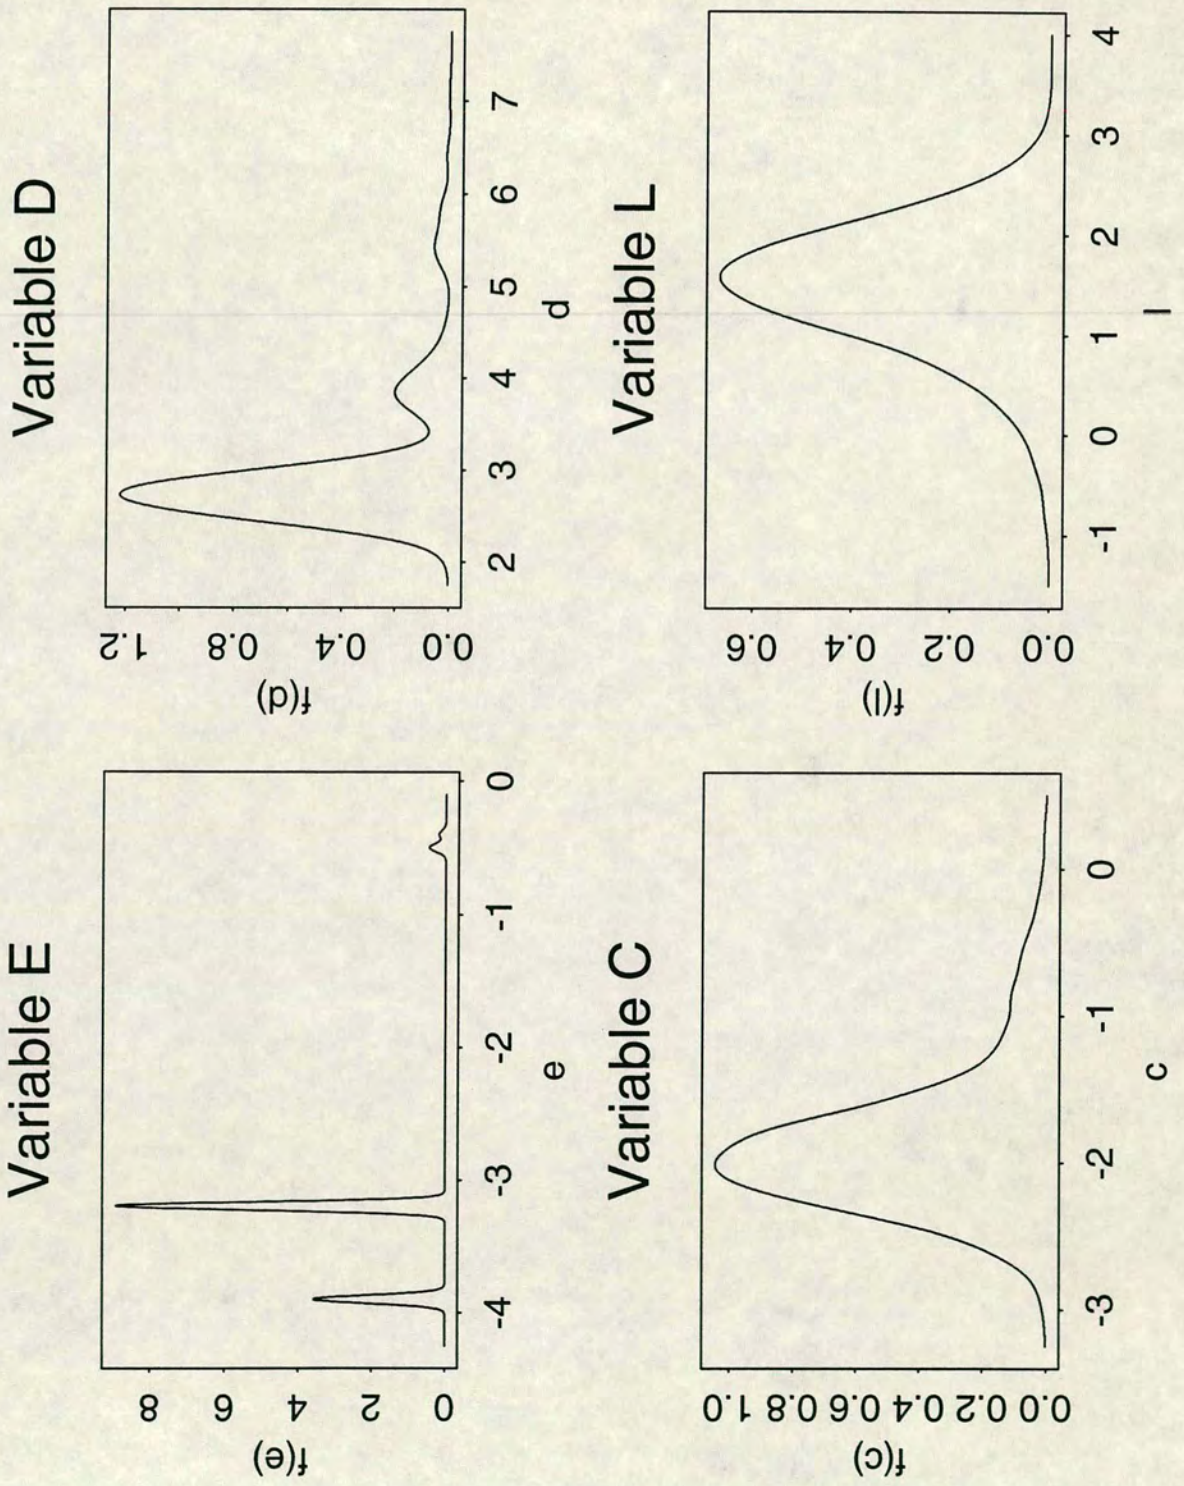 Variable E
f(e)
0 2 4 6 8
-4 -3 -2 -1 0
e
Variable D
f(d)
0.0 0.4 0.8 1.2
2 3 4 5 6 7
d
Variable C
f(c)
0.0 0.2 0.4 0.6 0.8 1.0
-3 -2 -1 0
c
Variable L
f(l)
0.0 0.2 0.4 0.6
-1 0 1 2 3 4
l